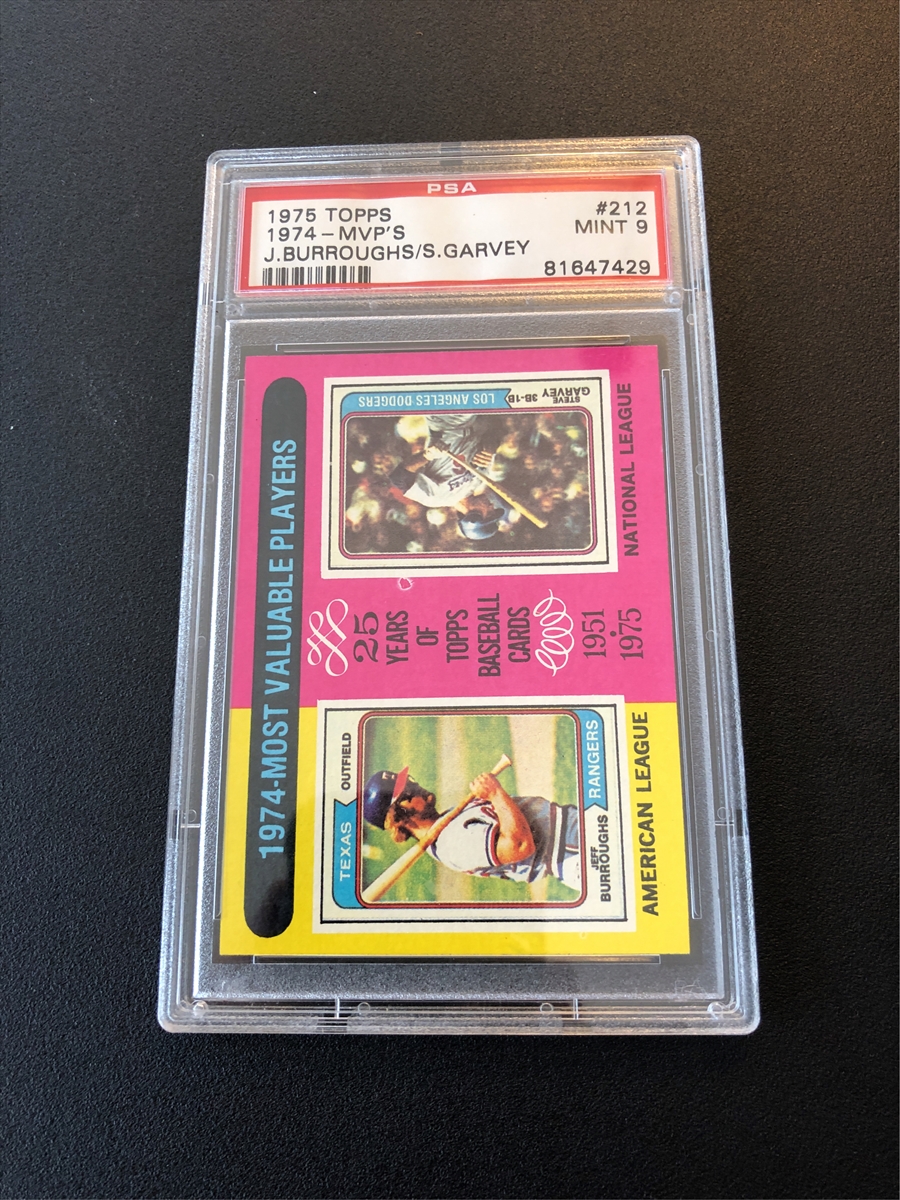 PSA
1975 TOPPS #212
1974-MVP'S MINT 9
J.BURROUGHS/S.GARVEY
81647429
1974-MOST VALUABLE PLAYERS
TEXAS
OUTFIELD
JEFF
BURROUGHS
RANGERS
AMERICAN LEAGUE
25
YEARS
OF
TOPPS
BASEBALL
CARDS
1951
•
1975
STEVE 3B-1B
GARVEY
LOS ANGELES DODGERS
NATIONAL LEAGUE